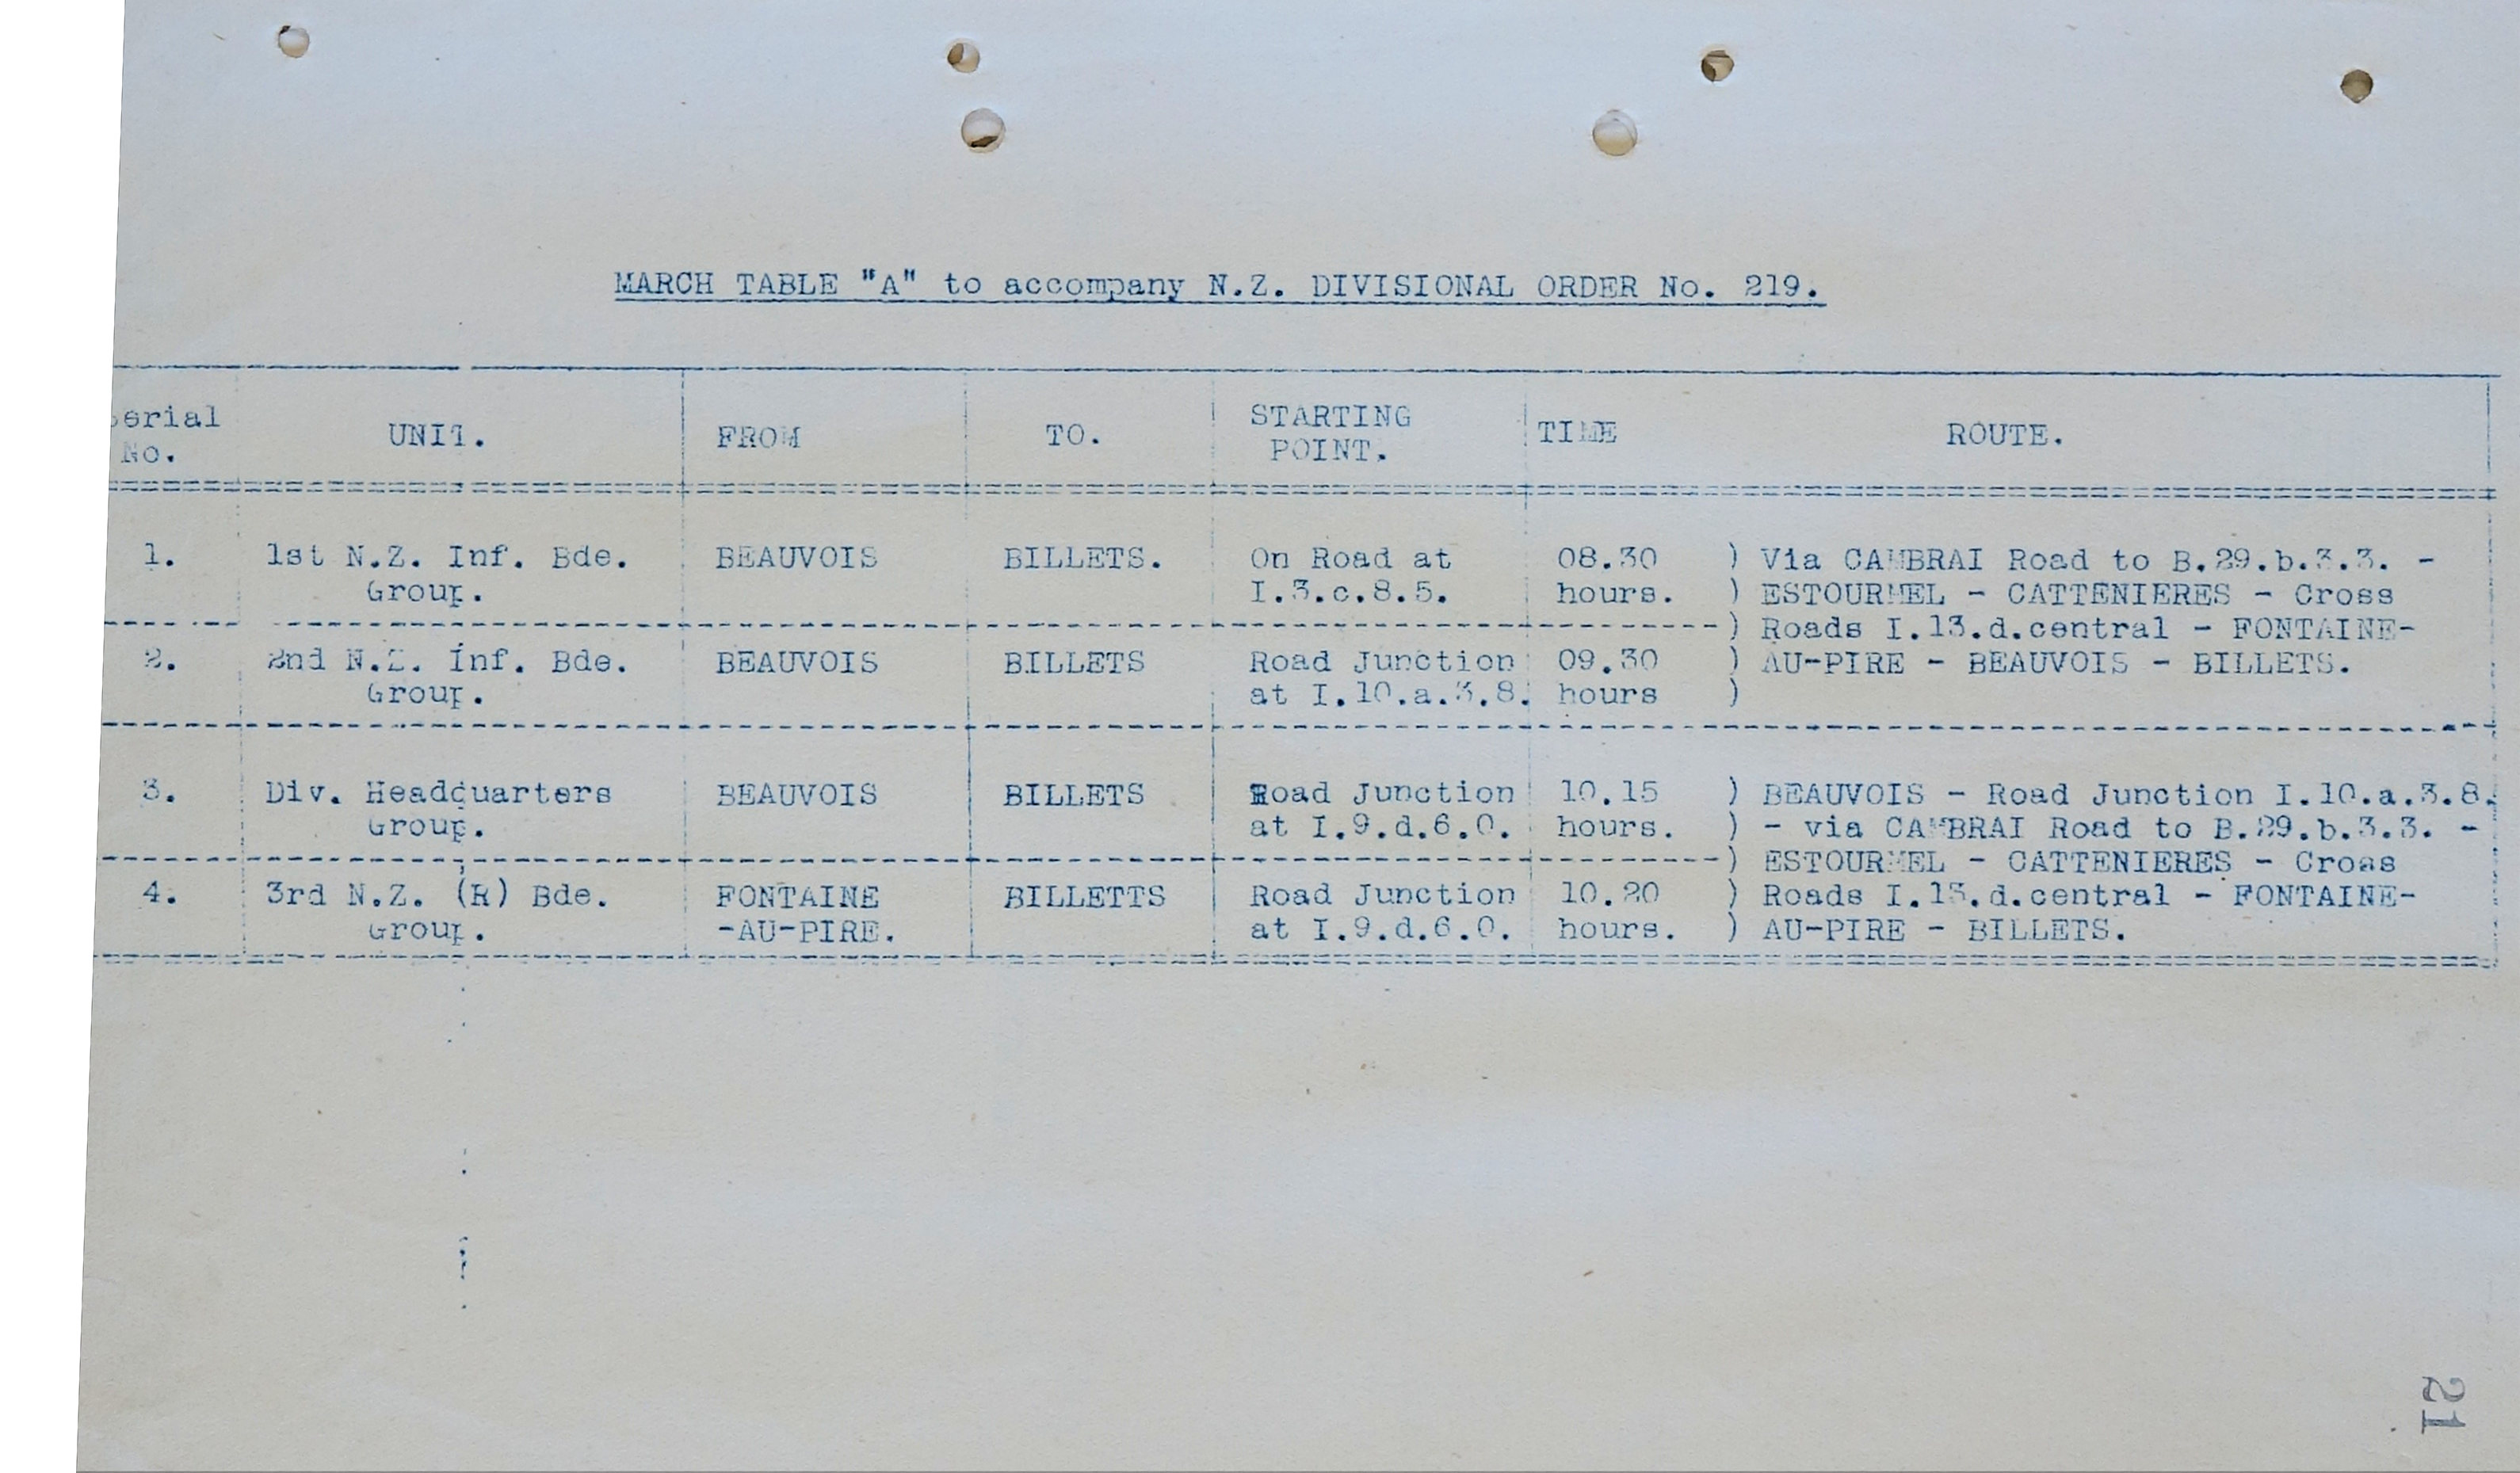 MARCH TABLE "A" to accompany N.Z. DIVISIONAL ORDER No. 219.
Serial No. UNIT. FROM TO. STARTING POINT. TIME ROUTE.
1. 1st N.Z. Inf. Bde. BEAUVOIS BILLETS. On Road at 08.30 ) Via CAMBRAI Road to B.29.b.3.3. -
Group. I.3.c.8.5. hours. ) ESTOURMEL - CATTENIERES - Cross
) Roads I.13.d.central - FONTAINE-
2. 2nd N.Z. Inf. Bde. BEAUVOIS BILLETS Road Junction 09.30 ) AU-PIRE - BEAUVOIS - BILLETS.
Group. at I.10.a.3.8. hours )
3. Div. Headquarters BEAUVOIS BILLETS Road Junction 10.15 ) BEAUVOIS - Road Junction I.10.a.3.8.
Group. at I.9.d.6.0. hours. ) - via CAMBRAI Road to B.29.b.3.3. -
) ESTOURMEL - CATTENIERES - Cross
4. 3rd N.Z. (R) Bde. FONTAINE BILLETTS Road Junction 10.20 ) Roads I.13.d.central - FONTAINE-
Group. -AU-PIRE. at I.9.d.6.0. hours. ) AU-PIRE - BILLETS.
21